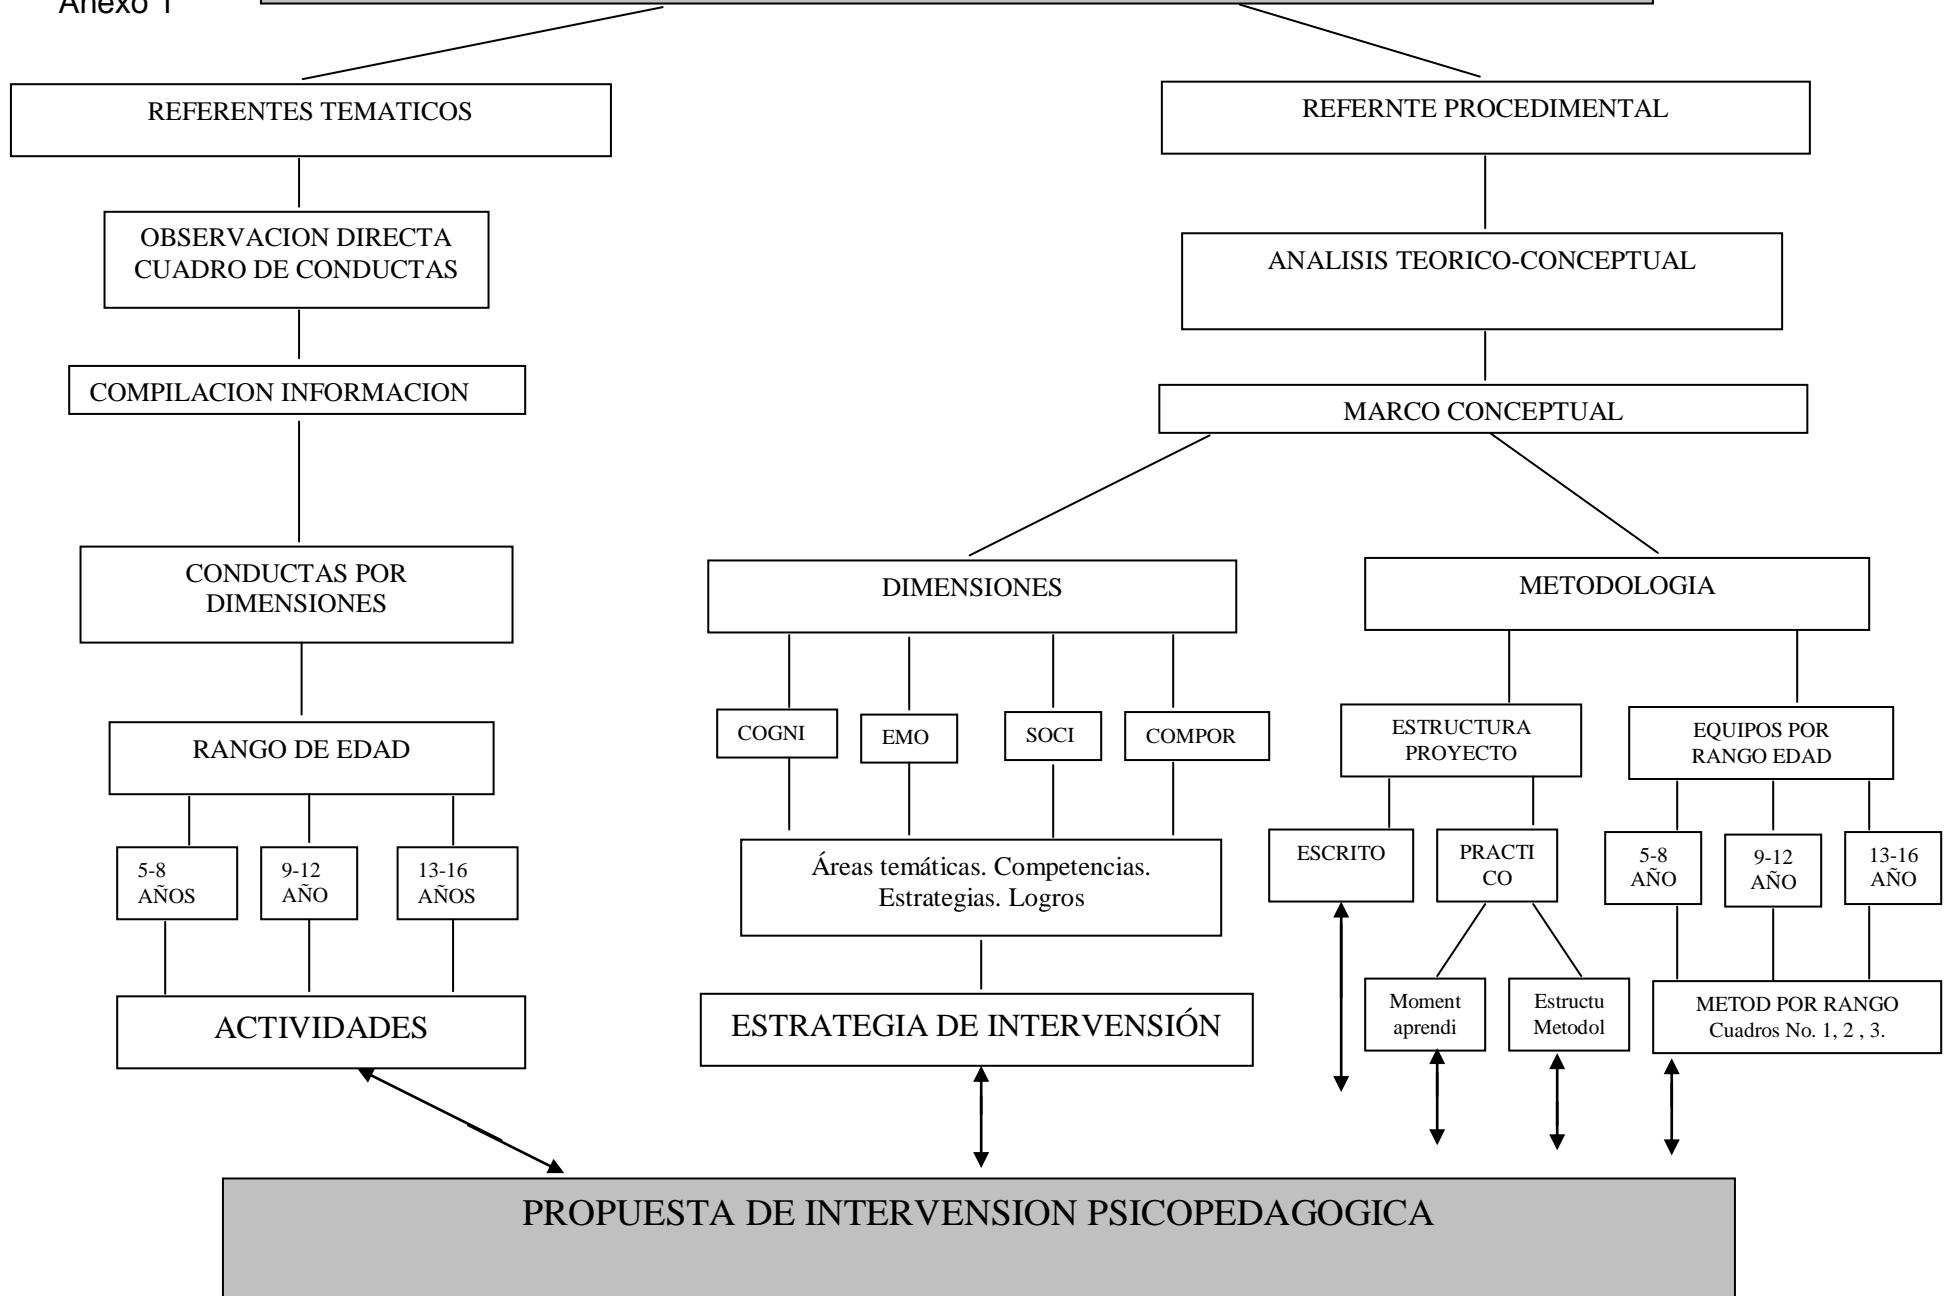 Anexo 1
REFERENTES TEMATICOS
REFERNTE PROCEDIMENTAL
OBSERVACION DIRECTA
CUADRO DE CONDUCTAS
ANALISIS TEORICO-CONCEPTUAL
COMPILACION INFORMACION
MARCO CONCEPTUAL
CONDUCTAS POR
DIMENSIONES
DIMENSIONES
METODOLOGIA
RANGO DE EDAD
COGNI
EMO
SOCI
COMPOR
ESTRUCTURA
PROYECTO
EQUIPOS POR
RANGO EDAD
5-8
AÑOS
9-12
AÑO
13-16
AÑOS
Áreas temáticas. Competencias.
Estrategias. Logros
ESCRITO
PRACTI
CO
5-8
AÑO
9-12
AÑO
13-16
AÑO
ACTIVIDADES
ESTRATEGIA DE INTERVENSIÓN
Moment
aprendi
Estructu
Metodol
METOD POR RANGO
Cuadros No. 1, 2 , 3.
PROPUESTA DE INTERVENSION PSICOPEDAGOGICA